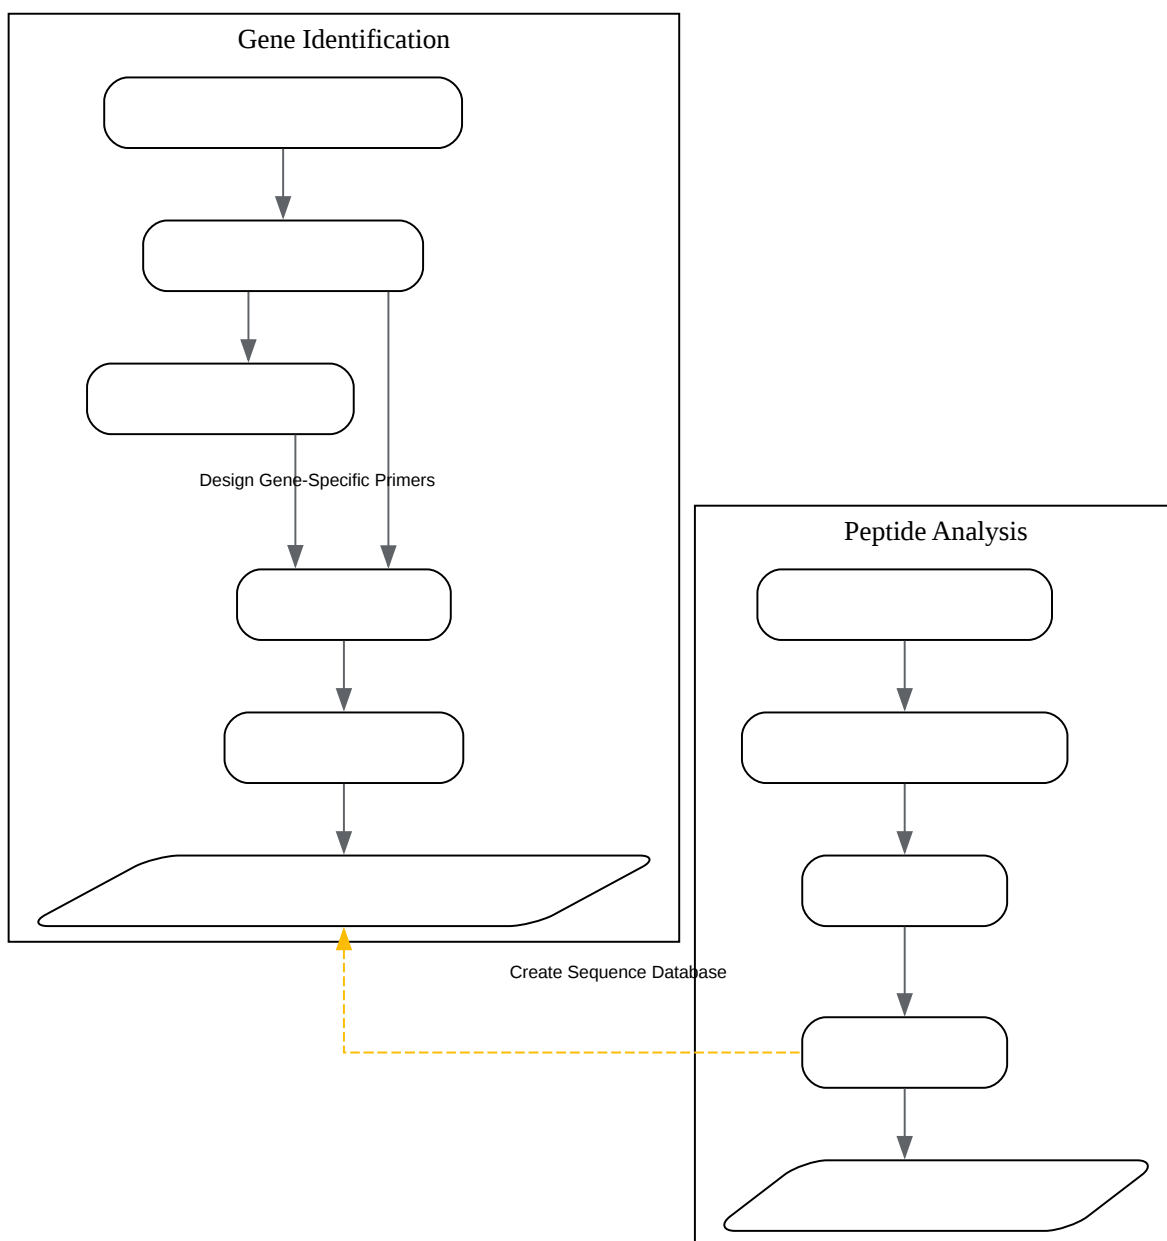 Gene Identification
Design Gene-Specific Primers
Peptide Analysis
Create Sequence Database